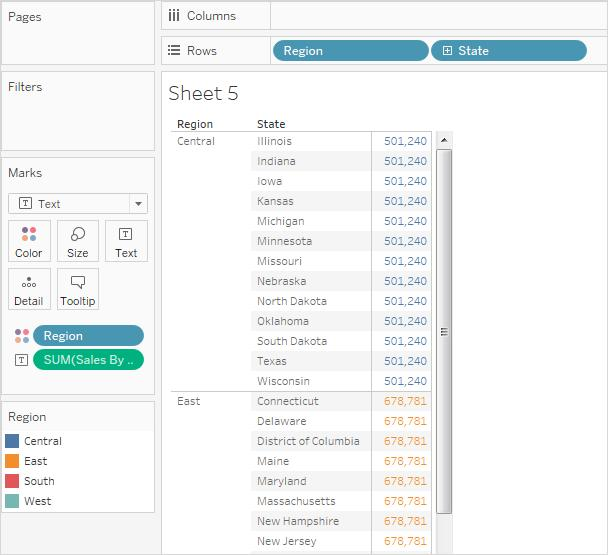 Pages
Columns
Rows Region State
Filters
Marks
Text
Color Size Text
Detail Tooltip
Region
SUM(Sales By ..
Region
Central
East
South
West
Sheet 5
Region State
Central Illinois 501,240
Indiana 501,240
Iowa 501,240
Kansas 501,240
Michigan 501,240
Minnesota 501,240
Missouri 501,240
Nebraska 501,240
North Dakota 501,240
Oklahoma 501,240
South Dakota 501,240
Texas 501,240
Wisconsin 501,240
East Connecticut 678,781
Delaware 678,781
District of Columbia 678,781
Maine 678,781
Maryland 678,781
Massachusetts 678,781
New Hampshire 678,781
New Jersey 678,781